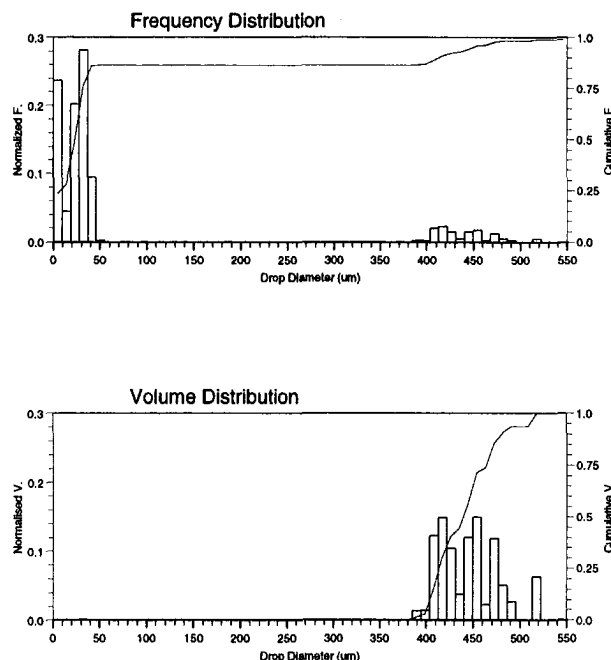 Frequency Distribution
0.3
0.2
0.1
0.0
Normalized F.
1.0
0.75
0.50
0.25
0.0
Cumulative F.
0 50 100 150 200 250 300 350 400 450 500 550
Drop Diameter (um)
Volume Distribution
0.3
0.2
0.1
0.0
Normalised V.
1.0
0.75
0.5
0.25
0.0
Cumulative V.
0 50 100 150 200 250 300 350 400 450 500 550
Drop Diameter (um)